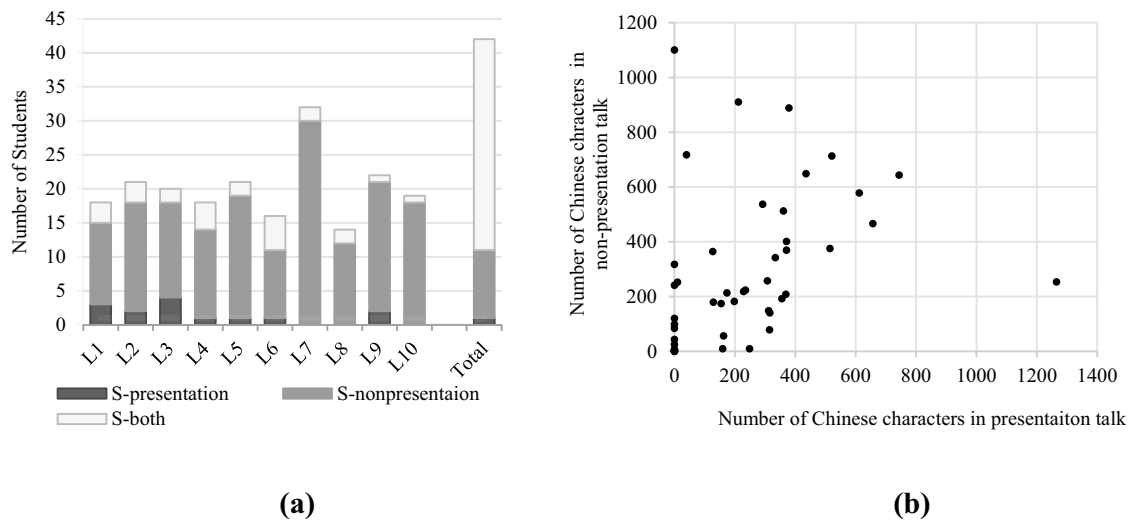 45
40
35
30
25
20
15
10
5
0
Number of Students
L1 L2 L3 L4 L5 L6 L7 L8 L9 L10 Total
S-presentation S-nonpresentaion
S-both
(a)
1200
1000
800
600
400
200
0
Number of Chinese chracters in
non-presentation talk
0 200 400 600 800 1000 1200 1400
Number of Chinese characters in presentaiton talk
(b)